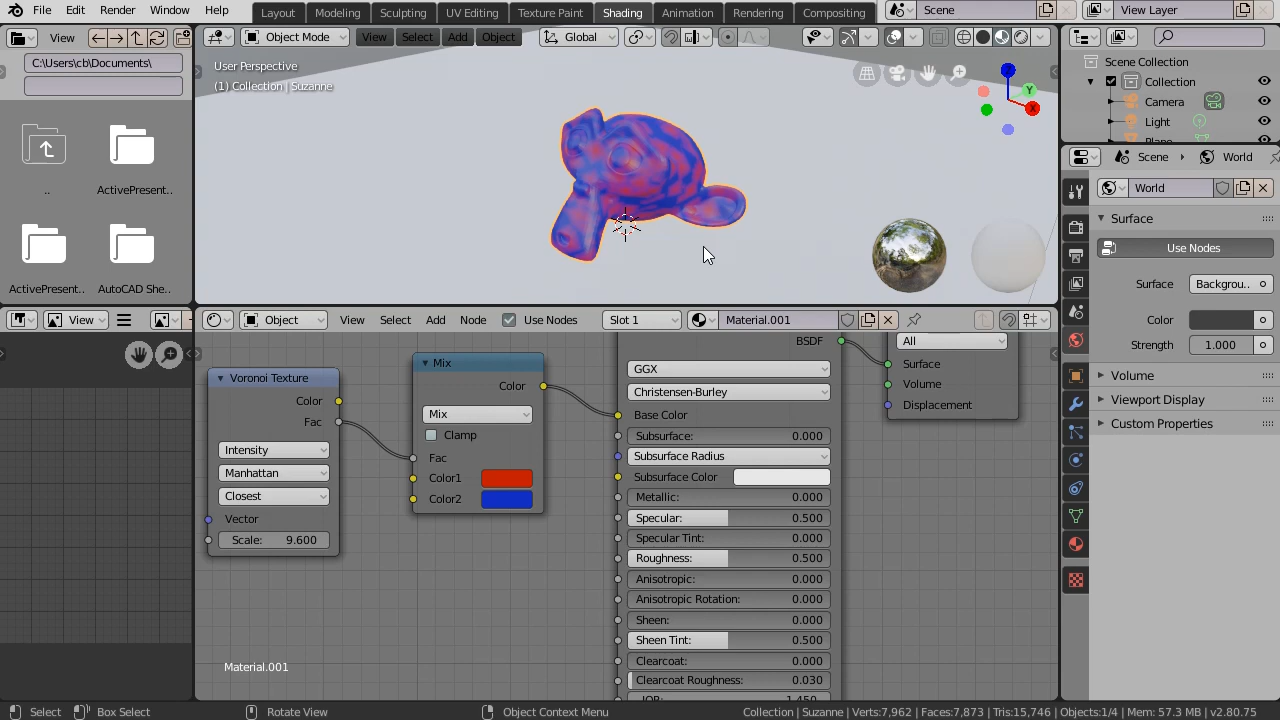 File Edit Render Window Help Layout Modeling Sculpting UV Editing Texture Paint Shading Animation Rendering Compositing Scene View Layer
View Object Mode View Select Add Object Global
C:\Users\cb\Documents\
User Perspective
(1) Collection | Suzanne
Scene Collection
Collection
Camera
Light
Scene World
World
Surface
Use Nodes
Surface Backgrou..
Color
Strength 1.000
Volume
Viewport Display
Custom Properties
..
ActivePresent..
ActivePresent..
AutoCAD She..
X
Y
View Object View Select Add Node Use Nodes Slot 1 Material.001
Voronoi Texture
Color
Fac
Intensity
Manhattan
Closest
Vector
Scale: 9.600
Mix
Color
Mix
Clamp
Fac
Color1
Color2
BSDF
GGX
Christensen-Burley
Base Color
Subsurface: 0.000
Subsurface Radius
Subsurface Color
Metallic: 0.000
Specular: 0.500
Specular Tint: 0.000
Roughness: 0.500
Anisotropic: 0.000
Anisotropic Rotation: 0.000
Sheen: 0.000
Sheen Tint: 0.500
Clearcoat: 0.000
Clearcoat Roughness: 0.030
IOR: 1.450
All
Surface
Volume
Displacement
Material.001
Select Box Select Rotate View Object Context Menu Collection | Suzanne | Verts:7,962 | Faces:7,873 | Tris:15,746 | Objects:1/4 | Mem: 57.3 MB | v2.80.75